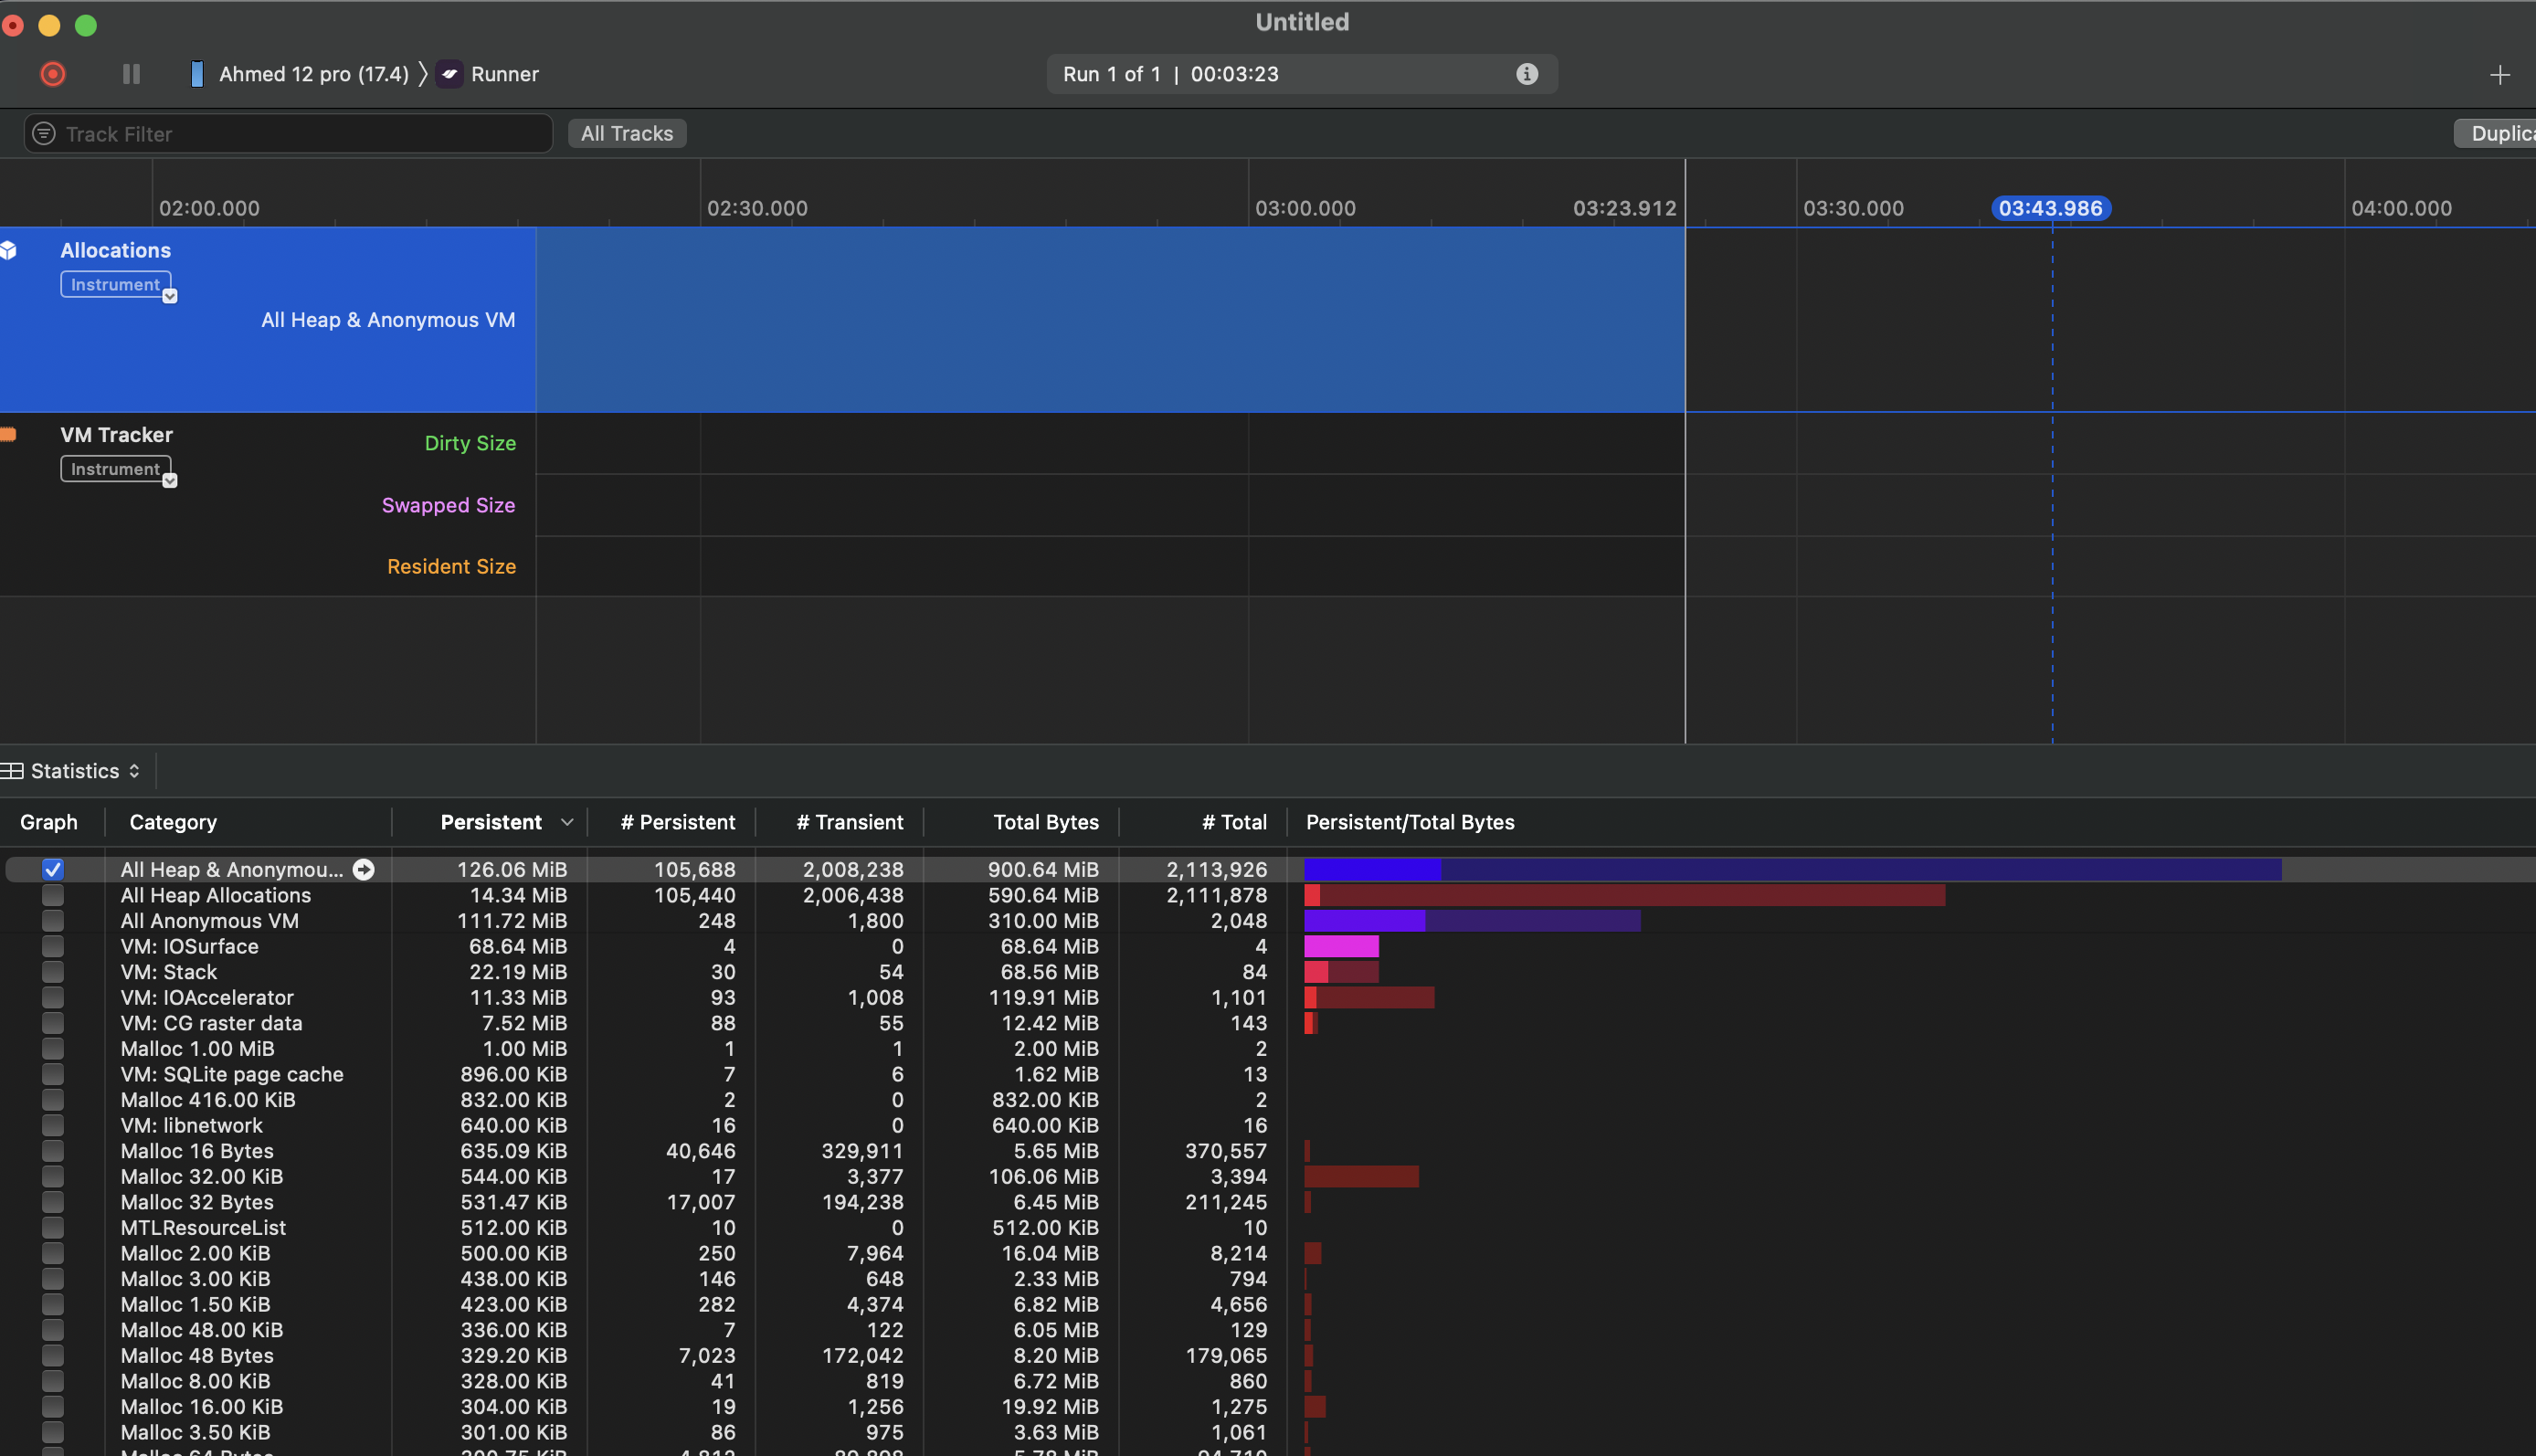 Untitled
Ahmed 12 pro (17.4) 〉 Runner
Run 1 of 1 | 00:03:23
Track Filter
All Tracks
02:00.000 02:30.000 03:00.000 03:23.912 03:30.000 03:43.986 04:00.000
Allocations
Instrument
All Heap & Anonymous VM
VM Tracker
Instrument
Dirty Size
Swapped Size
Resident Size
Statistics
Graph Category Persistent # Persistent # Transient Total Bytes # Total Persistent/Total Bytes
All Heap & Anonymou... 126.06 MiB 105,688 2,008,238 900.64 MiB 2,113,926
All Heap Allocations 14.34 MiB 105,440 2,006,438 590.64 MiB 2,111,878
All Anonymous VM 111.72 MiB 248 1,800 310.00 MiB 2,048
VM: IOSurface 68.64 MiB 4 0 68.64 MiB 4
VM: Stack 22.19 MiB 30 54 68.56 MiB 84
VM: IOAccelerator 11.33 MiB 93 1,008 119.91 MiB 1,101
VM: CG raster data 7.52 MiB 88 55 12.42 MiB 143
Malloc 1.00 MiB 1.00 MiB 1 1 2.00 MiB 2
VM: SQLite page cache 896.00 KiB 7 6 1.62 MiB 13
Malloc 416.00 KiB 832.00 KiB 2 0 832.00 KiB 2
VM: libnetwork 640.00 KiB 16 0 640.00 KiB 16
Malloc 16 Bytes 635.09 KiB 40,646 329,911 5.65 MiB 370,557
Malloc 32.00 KiB 544.00 KiB 17 3,377 106.06 MiB 3,394
Malloc 32 Bytes 531.47 KiB 17,007 194,238 6.45 MiB 211,245
MTLResourceList 512.00 KiB 10 0 512.00 KiB 10
Malloc 2.00 KiB 500.00 KiB 250 7,964 16.04 MiB 8,214
Malloc 3.00 KiB 438.00 KiB 146 648 2.33 MiB 794
Malloc 1.50 KiB 423.00 KiB 282 4,374 6.82 MiB 4,656
Malloc 48.00 KiB 336.00 KiB 7 122 6.05 MiB 129
Malloc 48 Bytes 329.20 KiB 7,023 172,042 8.20 MiB 179,065
Malloc 8.00 KiB 328.00 KiB 41 819 6.72 MiB 860
Malloc 16.00 KiB 304.00 KiB 19 1,256 19.92 MiB 1,275
Malloc 3.50 KiB 301.00 KiB 86 975 3.63 MiB 1,061